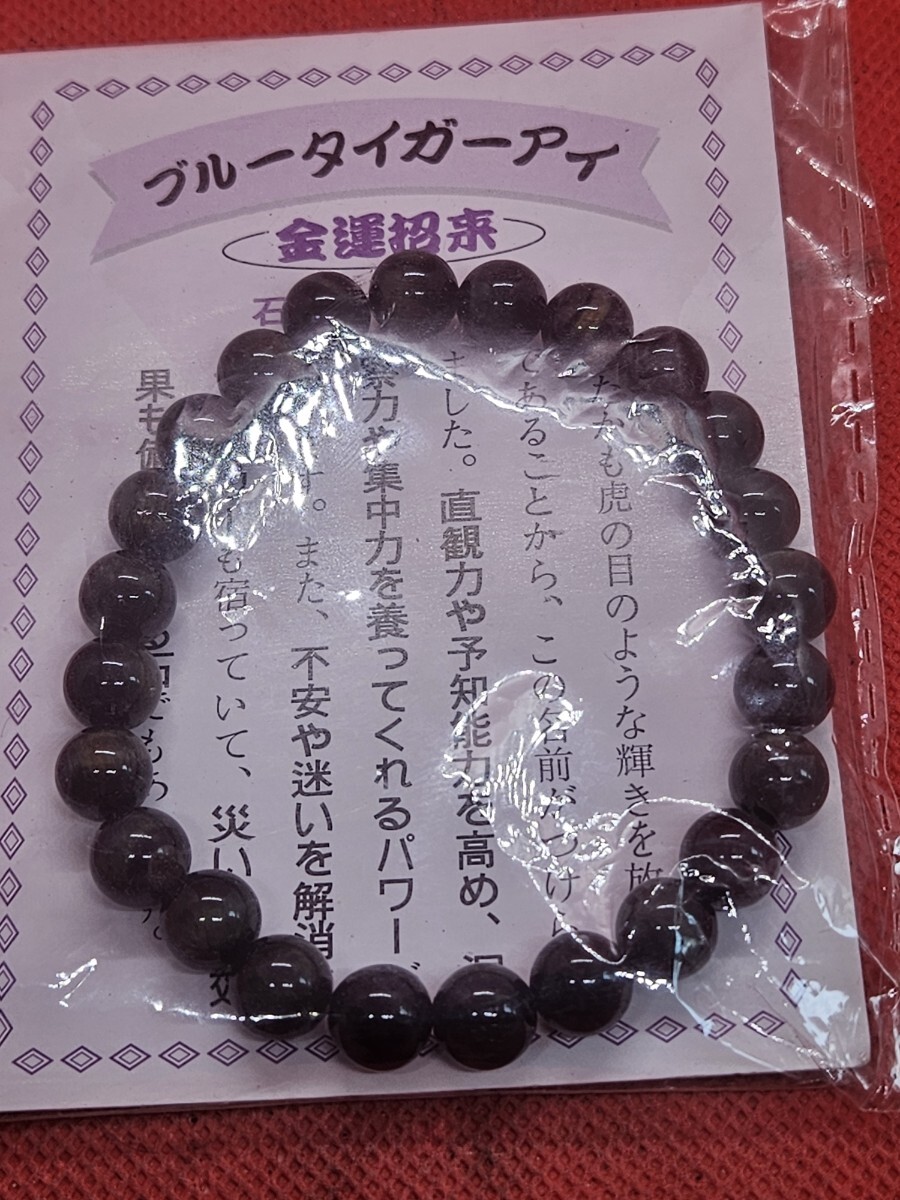 ブルータイガーアイ
金運招来
石
たかも虎の目のような輝きを放
であることから、この名前がつけら
ました。直観力や予知能力を高め、
察力や集中力を養ってくれるパワー
す。また、不安や迷いを解消
も宿っていて、災い
果も